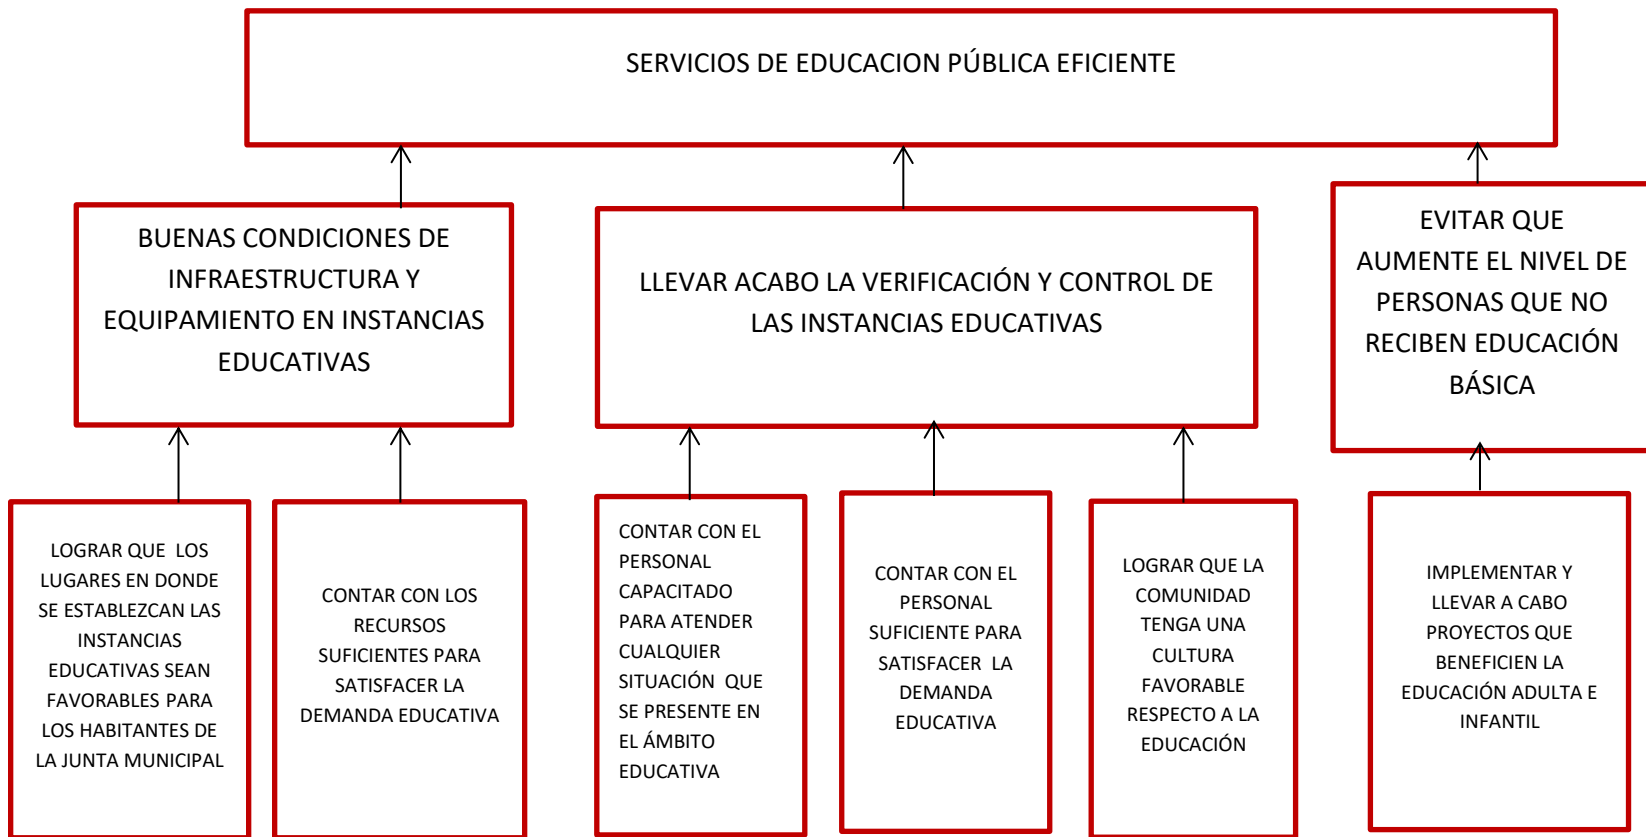 SERVICIOS DE EDUCACION PÚBLICA EFICIENTE
BUENAS CONDICIONES DE
INFRAESTRUCTURA Y
EQUIPAMIENTO EN INSTANCIAS
EDUCATIVAS
LLEVAR ACABO LA VERIFICACIÓN Y CONTROL DE
LAS INSTANCIAS EDUCATIVAS
EVITAR QUE
AUMENTE EL NIVEL DE
PERSONAS QUE NO
RECIBEN EDUCACIÓN
BÁSICA
LOGRAR QUE LOS
LUGARES EN DONDE
SE ESTABLEZCAN LAS
INSTANCIAS
EDUCATIVAS SEAN
FAVORABLES PARA
LOS HABITANTES DE
LA JUNTA MUNICIPAL
CONTAR CON LOS
RECURSOS
SUFICIENTES PARA
SATISFACER LA
DEMANDA EDUCATIVA
CONTAR CON EL
PERSONAL
CAPACITADO
PARA ATENDER
CUALQUIER
SITUACIÓN QUE
SE PRESENTE EN
EL ÁMBITO
EDUCATIVA
CONTAR CON EL
PERSONAL
SUFICIENTE PARA
SATISFACER LA
DEMANDA
EDUCATIVA
LOGRAR QUE LA
COMUNIDAD
TENGA UNA
CULTURA
FAVORABLE
RESPECTO A LA
EDUCACIÓN
IMPLEMENTAR Y
LLEVAR A CABO
PROYECTOS QUE
BENEFICIEN LA
EDUCACIÓN ADULTA E
INFANTIL